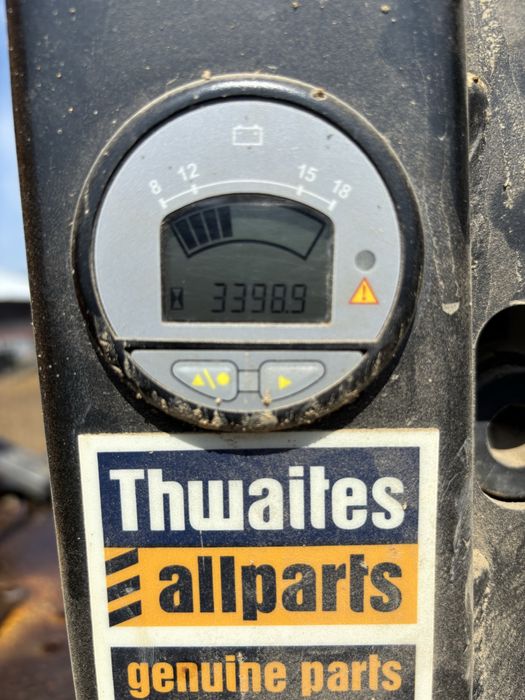 8 12 15 18
3398.9
Thwaites
allparts
genuine parts